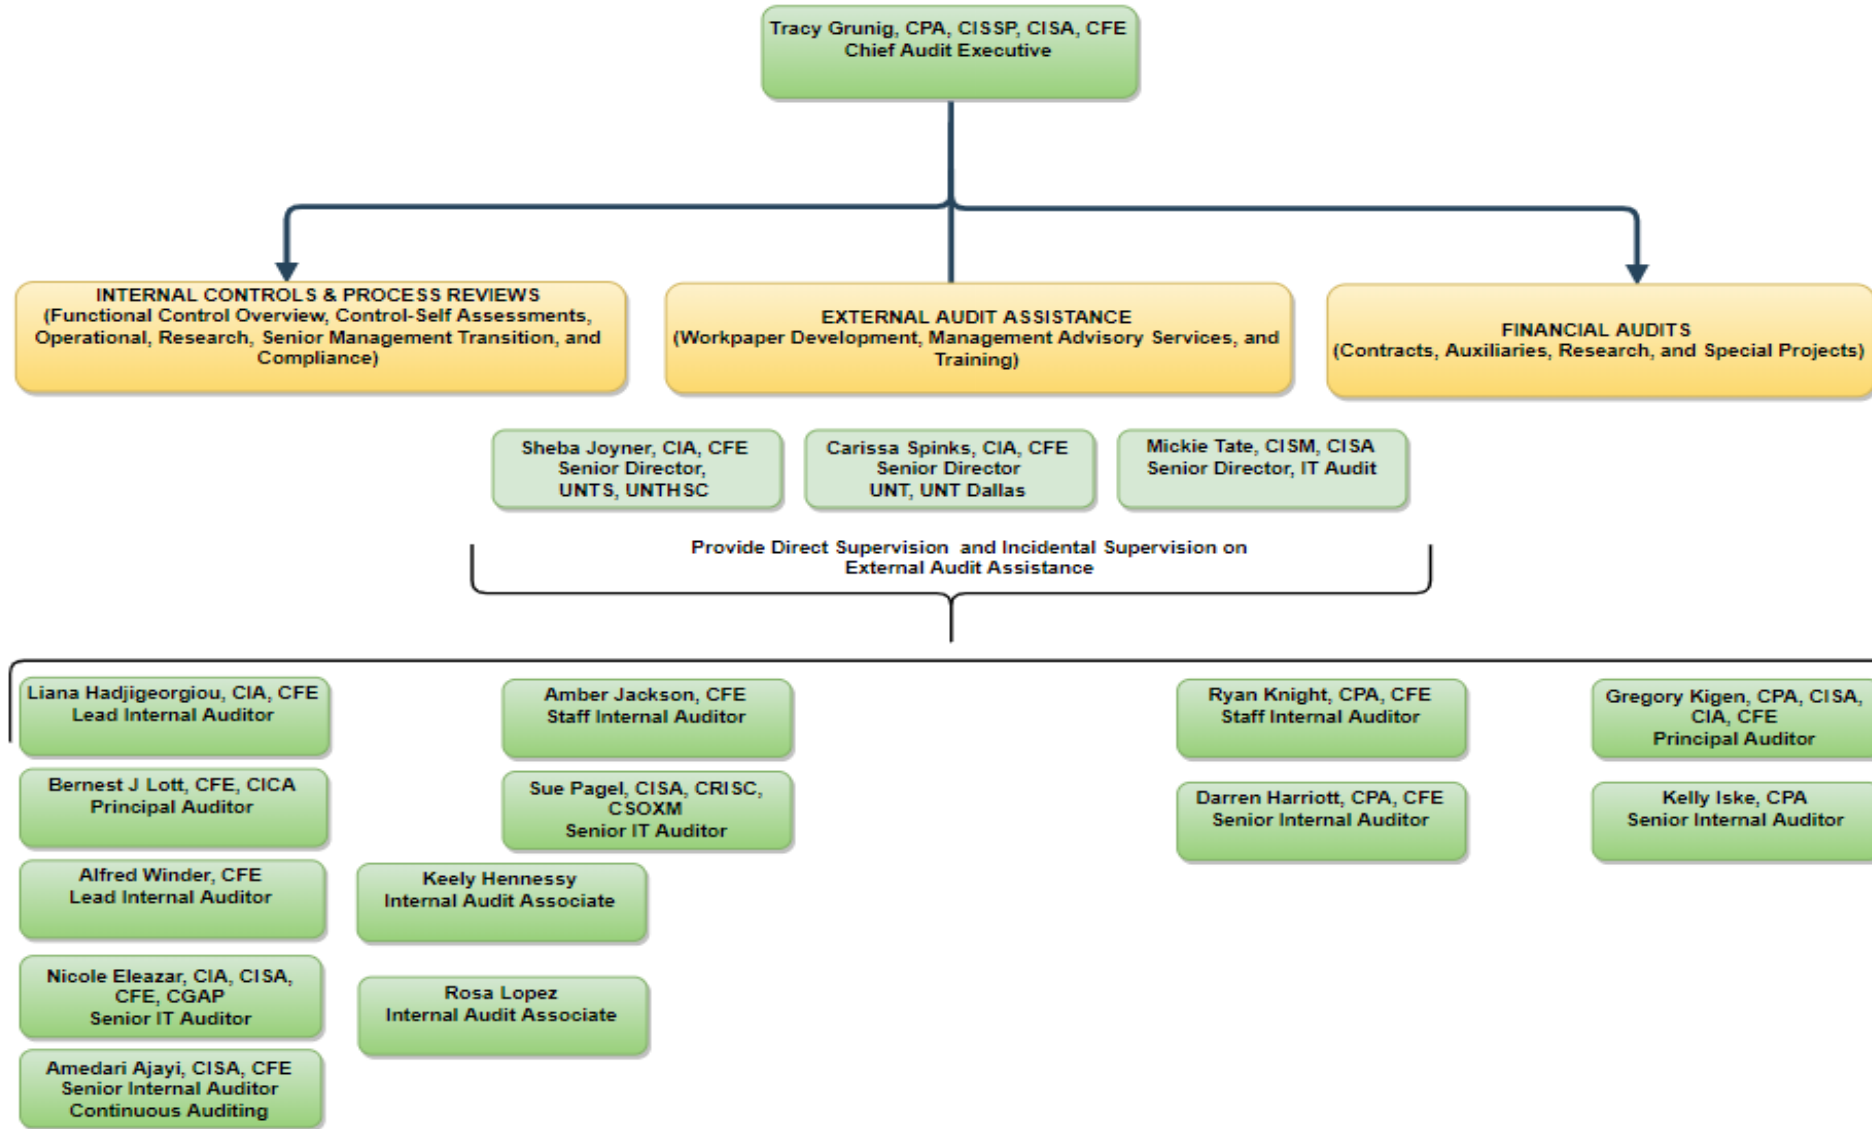 Tracy Grunig, CPA, CISSP, CISA, CFE
Chief Audit Executive
INTERNAL CONTROLS & PROCESS REVIEWS
(Functional Control Overview, Control-Self Assessments,
Operational, Research, Senior Management Transition, and
Compliance)
EXTERNAL AUDIT ASSISTANCE
(Workpaper Development, Management Advisory Services, and
Training)
FINANCIAL AUDITS
(Contracts, Auxiliaries, Research, and Special Projects)
Sheba Joyner, CIA, CFE
Senior Director,
UNTS, UNTHSC
Carissa Spinks, CIA, CFE
Senior Director
UNT, UNT Dallas
Mickie Tate, CISM, CISA
Senior Director, IT Audit
Provide Direct Supervision and Incidental Supervision on
External Audit Assistance
Liana Hadjigeorgiou, CIA, CFE
Lead Internal Auditor
Amber Jackson, CFE
Staff Internal Auditor
Ryan Knight, CPA, CFE
Staff Internal Auditor
Gregory Kigen, CPA, CISA,
CIA, CFE
Principal Auditor
Bernest J Lott, CFE, CICA
Principal Auditor
Sue Pagel, CISA, CRISC,
CSOXM
Senior IT Auditor
Darren Harriott, CPA, CFE
Senior Internal Auditor
Kelly Iske, CPA
Senior Internal Auditor
Alfred Winder, CFE
Lead Internal Auditor
Keely Hennessy
Internal Audit Associate
Nicole Eleazar, CIA, CISA,
CFE, CGAP
Senior IT Auditor
Rosa Lopez
Internal Audit Associate
Amedari Ajayi, CISA, CFE
Senior Internal Auditor
Continuous Auditing